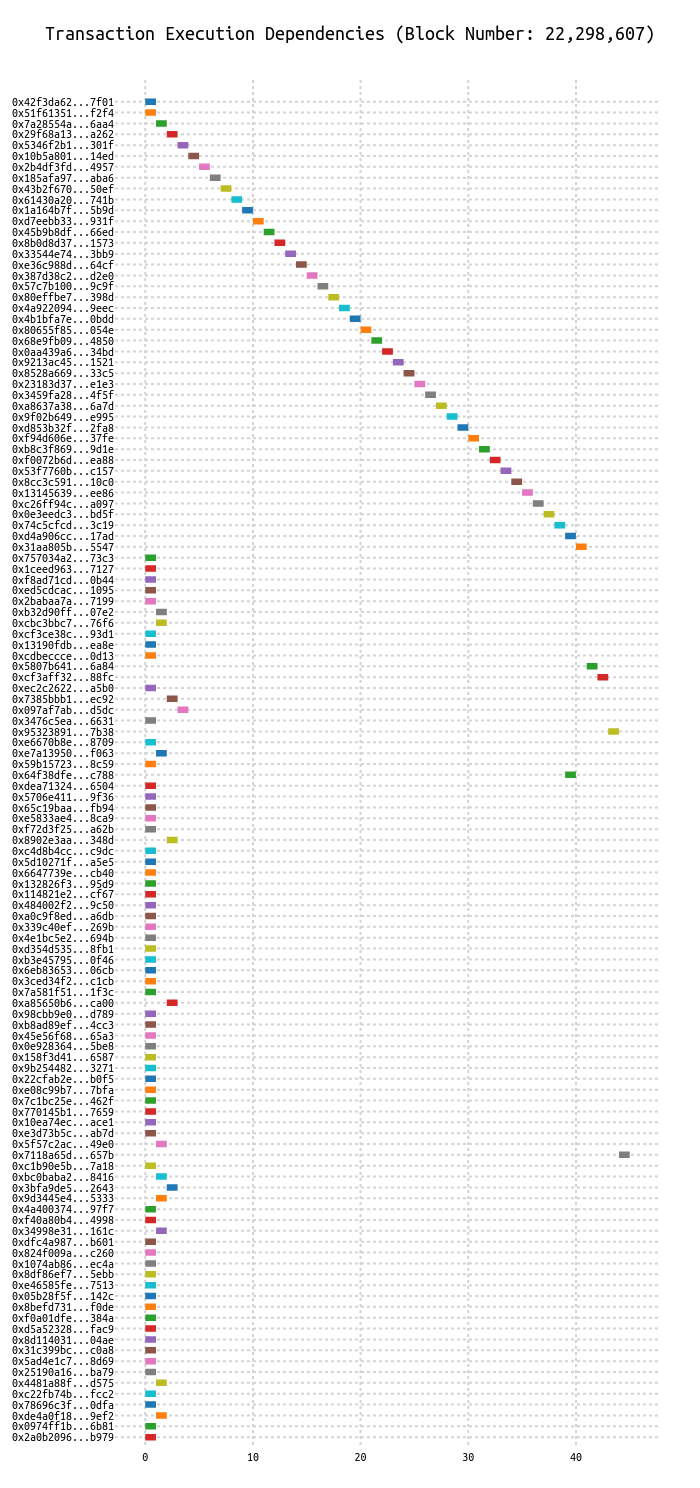 Transaction Execution Dependencies (Block Number: 22,298,607)
0x42f3da62...7f01
0x51f61351...f2f4
0x7a28554a...6aa4
0x29f68a13...a262
0x5346f2b1...301f
0x10b5a801...14ed
0x2b4df3fd...4957
0x185afa97...aba6
0x43b2f670...50ef
0x61430a20...741b
0x1a164b7f...5b9d
0xd7eebb33...931f
0x45b9b8df...66ed
0x8b0d8d37...1573
0x33544e74...3bb9
0xe36c988d...64cf
0x387d38c2...d2e0
0x57c7b100...9c9f
0x80effbe7...398d
0x4a922094...9eec
0x4b1bfa7e...0bdd
0x80655f85...054e
0x68e9fb09...4850
0x0aa439a6...34bd
0x9213ac45...1521
0x8528a669...33c5
0x23183d37...e1e3
0x3459fa28...4f5f
0xa8637a38...6a7d
0x9f02b649...e995
0xd853b32f...2fa8
0xf94d606e...37fe
0xb8c3f869...9d1e
0xf0072b6d...ea88
0x53f7760b...c157
0x8cc3c591...10c0
0x13145639...ee86
0xc26ff94c...a097
0x0e3eedc3...bd5f
0x74c5cfcd...3c19
0xd4a906cc...17ad
0x31aa805b...5547
0x757034a2...73c3
0x1ceed963...7127
0xf8ad71cd...0b44
0xed5cdcac...1095
0x2babaa7a...7199
0xb32d90ff...07e2
0xcbc3bbc7...76f6
0xcf3ce38c...93d1
0x13190fdb...ea8e
0xcdbeccce...0d13
0x5807b641...6a84
0xcf3aff32...88fc
0xec2c2622...a5b0
0x7385bbb1...ec92
0x097af7ab...d5dc
0x3476c5ea...6631
0x95323891...7b38
0xe6670b8e...8709
0xe7a13950...f063
0x59b15723...8c59
0x64f38dfe...c788
0xdea71324...6504
0x5706e411...9f36
0x65c19baa...fb94
0xe5833ae4...8ca9
0xf72d3f25...a62b
0x8902e3aa...348d
0xc4d8b4cc...c9dc
0x5d10271f...a5e5
0x6647739e...cb40
0x132826f3...95d9
0x114821e2...cf67
0x484002f2...9c50
0xa0c9f8ed...a6db
0x339c40ef...269b
0x4e1bc5e2...694b
0xd354d535...8fb1
0xb3e45795...0f46
0x6eb83653...06cb
0x3ced34f2...c1cb
0x7a581f51...1f3c
0xa85650b6...ca00
0x98cbb9e0...d789
0xb8ad89ef...4cc3
0x45e56f68...65a3
0x0e928364...5be8
0x158f3d41...6587
0x9b254482...3271
0x22cfab2e...b0f5
0xe08c99b7...7bfa
0x7c1bc25e...462f
0x770145b1...7659
0x10ea74ec...ace1
0xe3d73b5c...ab7d
0x5f57c2ac...49e0
0x7118a65d...657b
0xc1b90e5b...7a18
0xbc0baba2...8416
0x3bfa9de5...2643
0x9d3445e4...5333
0x4a400374...97f7
0xf40a80b4...4998
0x34998e31...161c
0xdfc4a987...b601
0x824f009a...c260
0x1074ab86...ec4a
0x8df86ef7...5ebb
0xe46585fe...7513
0x05b28f5f...142c
0x8befd731...f0de
0xf0a01dfe...384a
0xd5a52328...fac9
0x8d114031...04ae
0x31c399bc...c0a8
0x5ad4e1c7...8d69
0x25190a16...ba79
0x4481a88f...d575
0xc22fb74b...fcc2
0x78696c3f...0dfa
0xde4a0f18...9ef2
0x0974ff1b...6b81
0x2a0b2096...b979
0 10 20 30 40